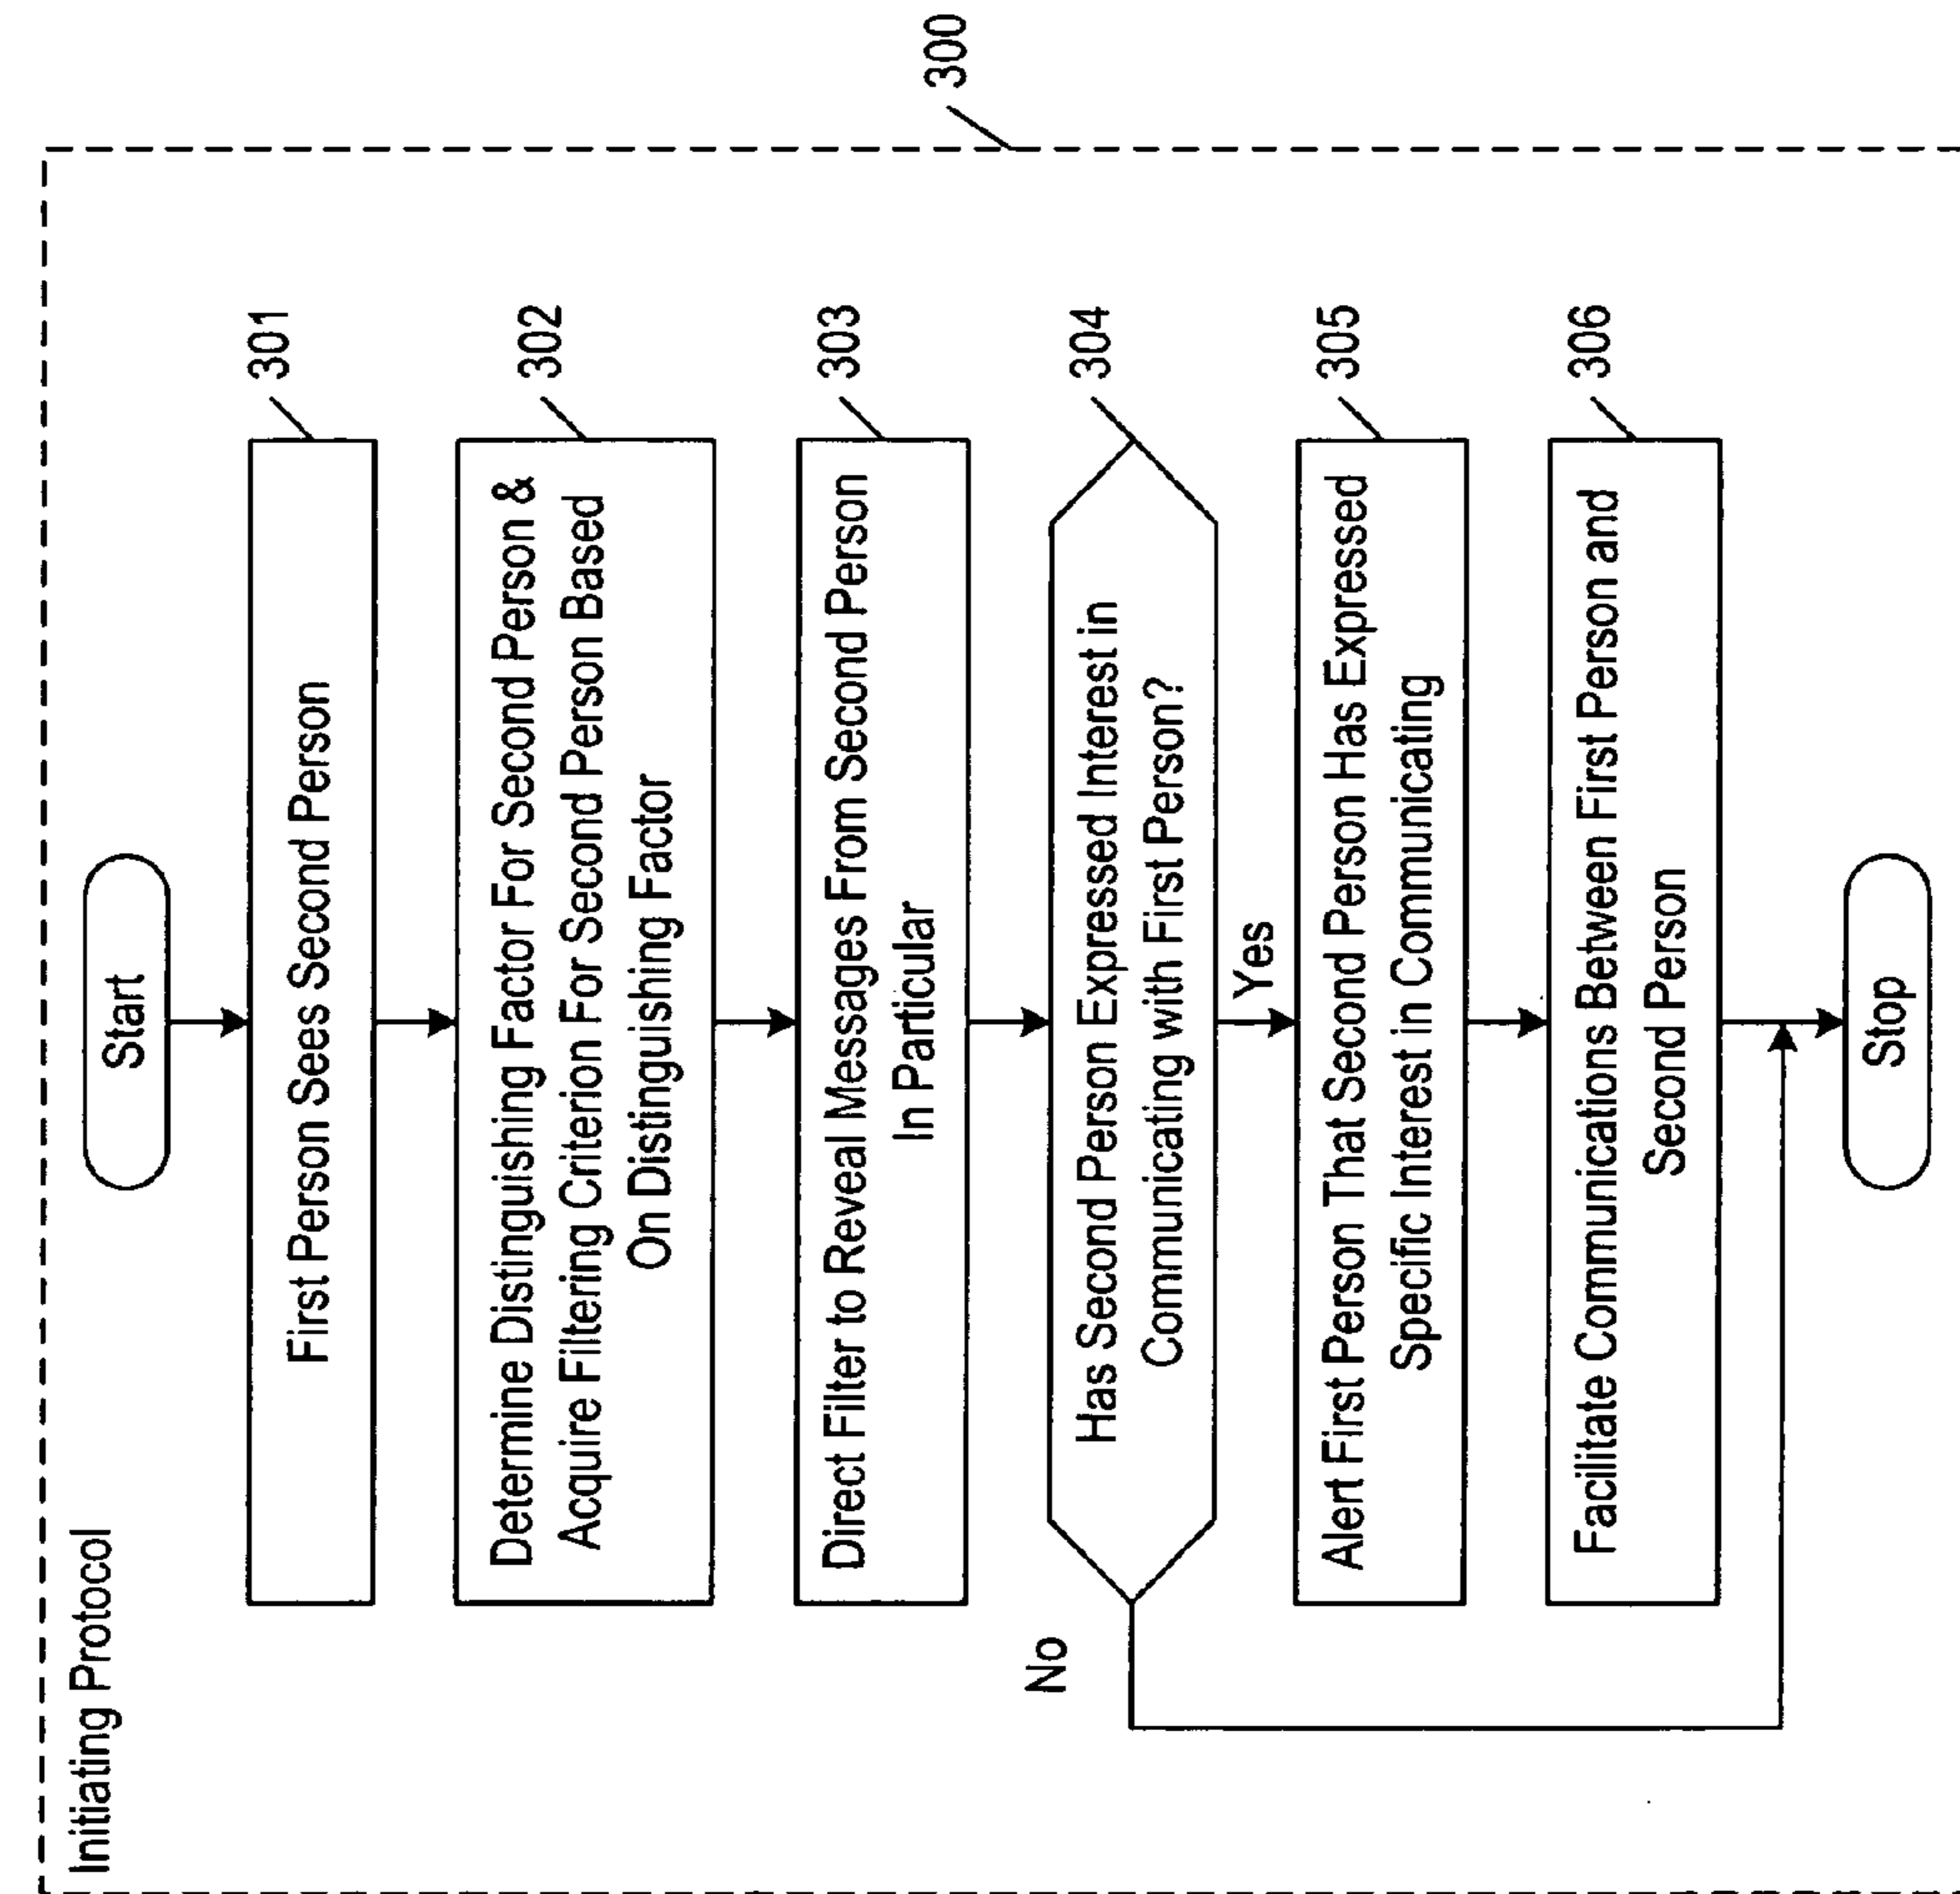 Initiating Protocol
300
Start
First Person Sees Second Person
301
Determine Distinguishing Factor For Second Person &
Acquire Filtering Criterion For Second Person Based
On Distinguishing Factor
302
Direct Filter to Reveal Messages From Second Person
In Particular
303
Has Second Person Expressed Interest in
Communicating with First Person?
304
No
Yes
Alert First Person That Second Person Has Expressed
Specific Interest in Communicating
305
Facilitate Communications Between First Person and
Second Person
306
Stop